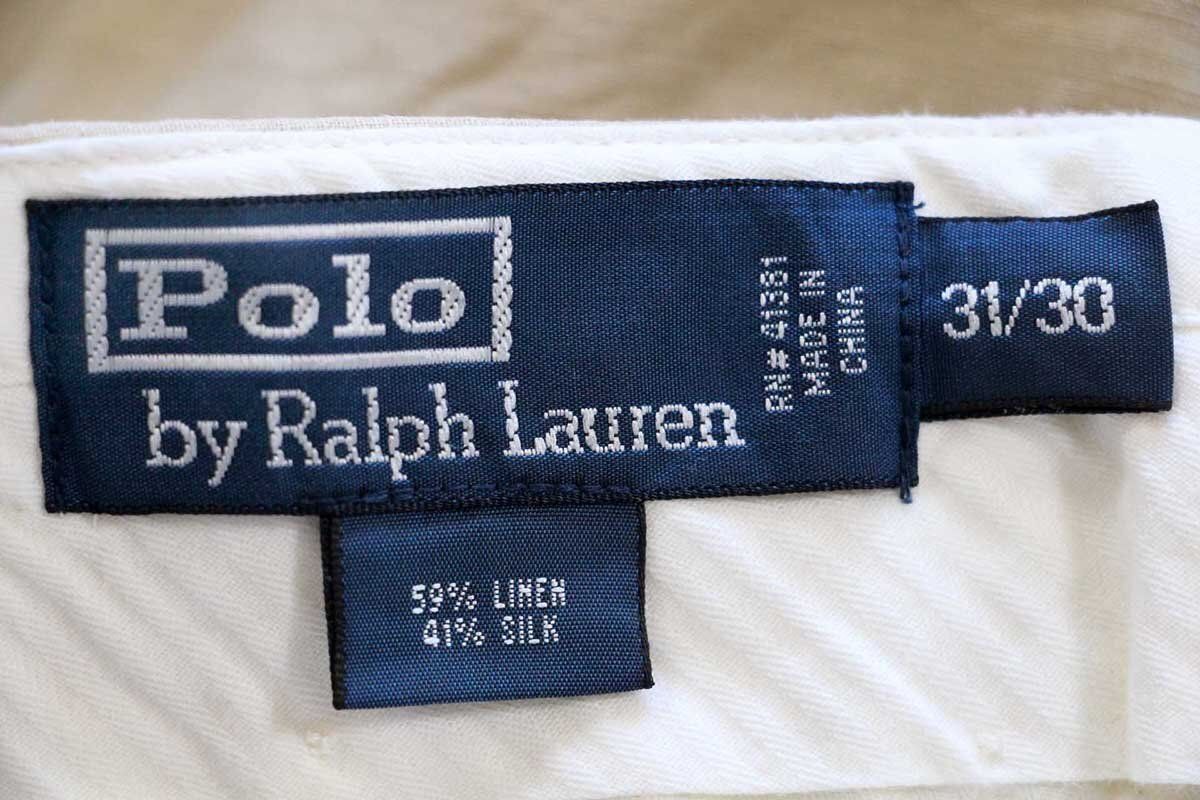 Polo
by Ralph Lauren
RN# 41381
MADE IN
CHINA
31/30
59% LINEN
41% SILK